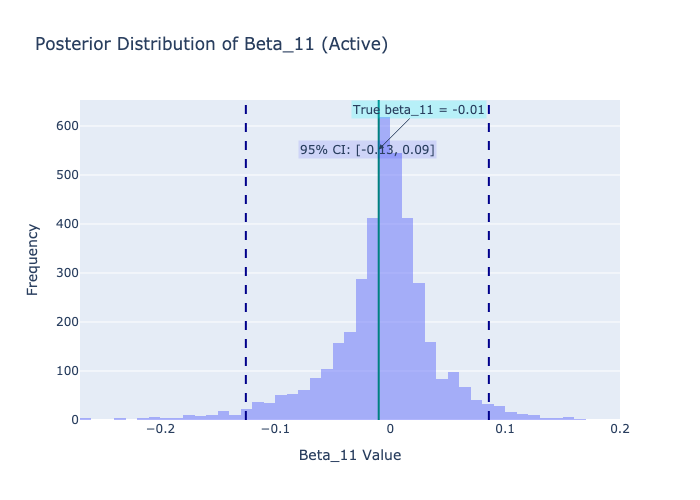 Posterior Distribution of Beta_11 (Active)
True beta_11 = -0.01
95% CI: [-0.13, 0.09]
600
500
400
300
200
100
0
Frequency
−0.2
−0.1
0
0.1
0.2
Beta_11 Value